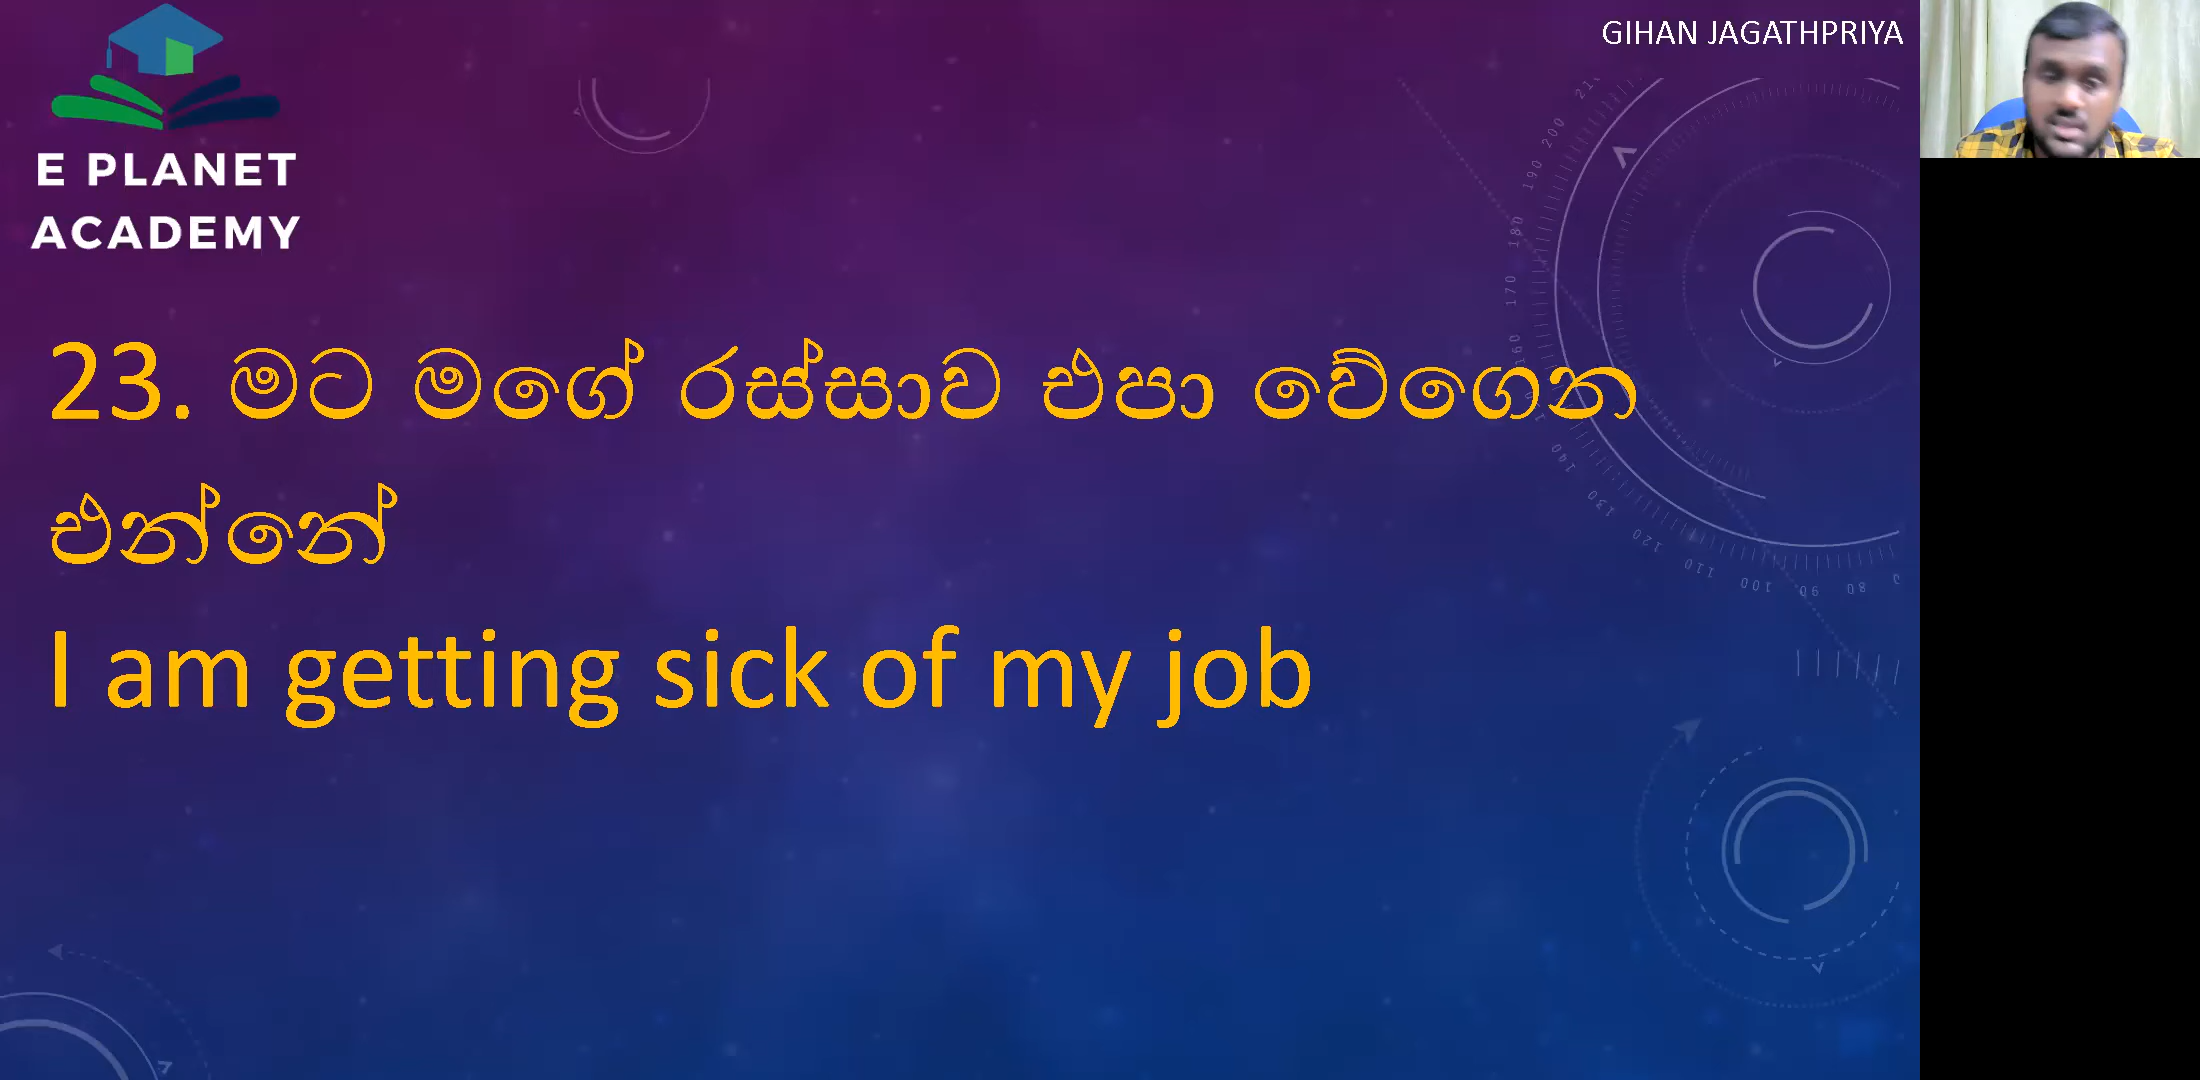 GIHAN JAGATHPRIYA
E PLANET
ACADEMY
23. මට මගේ රස්සාව එපා වේගෙන
එන්නේ
I am getting sick of my job